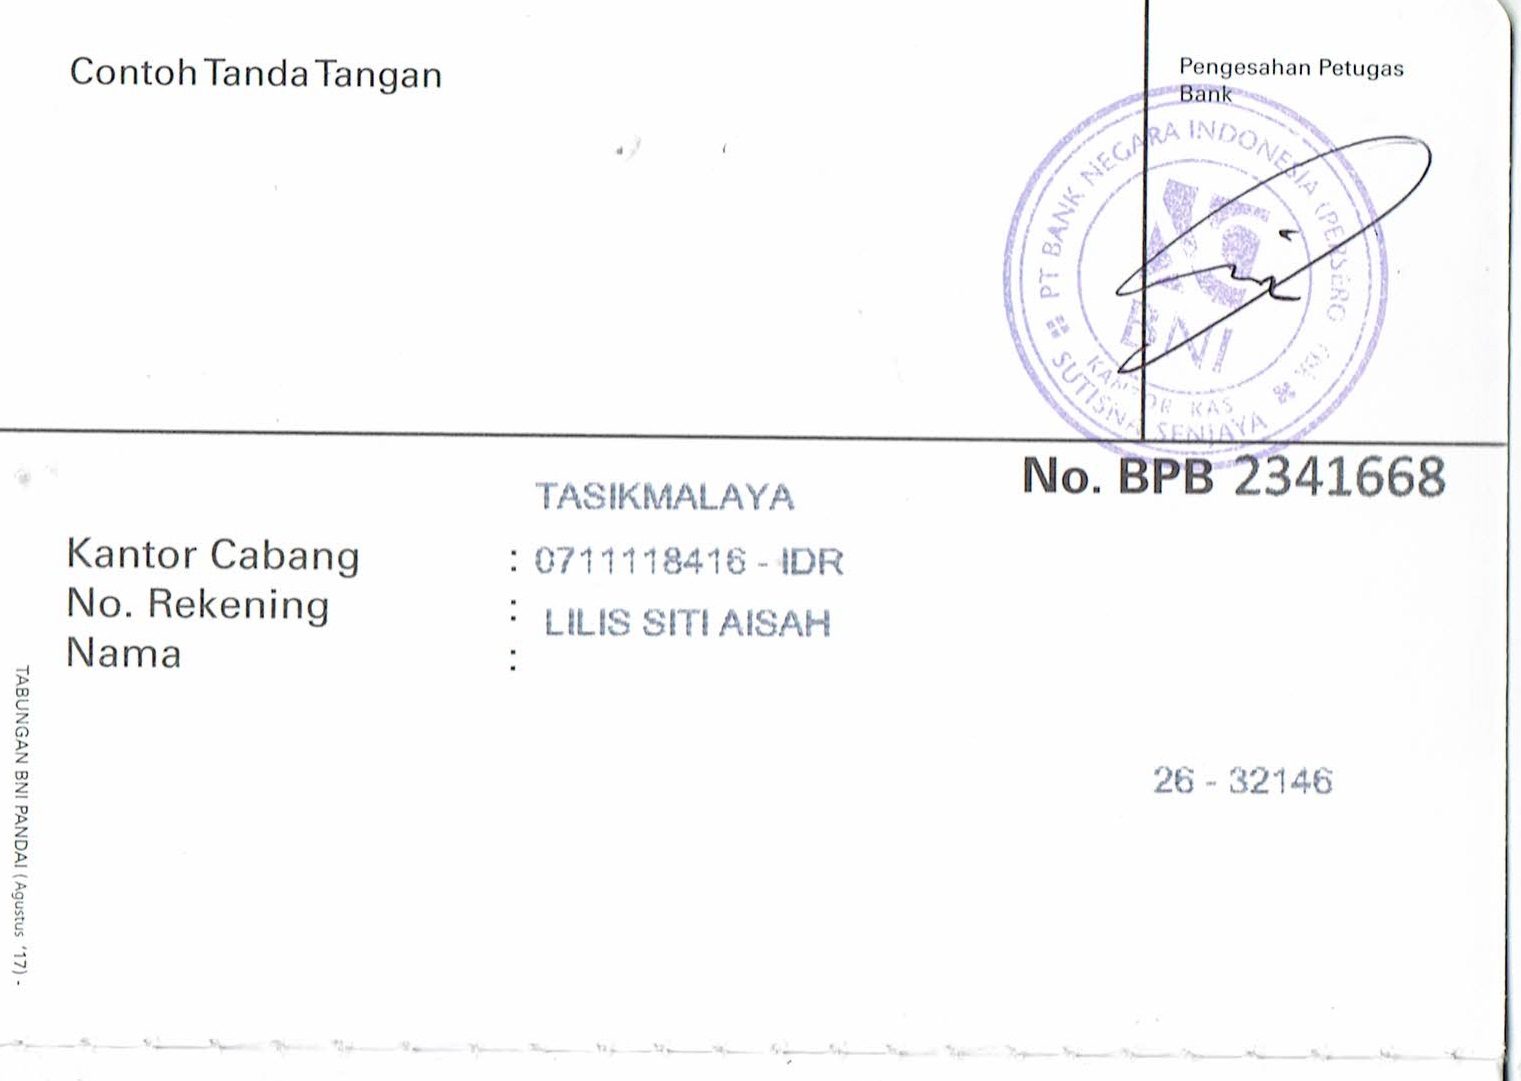 Contoh Tanda Tangan
Pengesahan Petugas
Bank
PT BANK NEGARA INDONESIA (PERSERO)
BNI
KANTOR KAS
SUTISNA SENJAYA
No. BPB 2341668
TASIKMALAYA
Kantor Cabang : 0711118416 - IDR
No. Rekening : LILIS SITI AISAH
Nama :
26 - 32146
TABUNGAN BNI PANDAI (Agustus '17) -